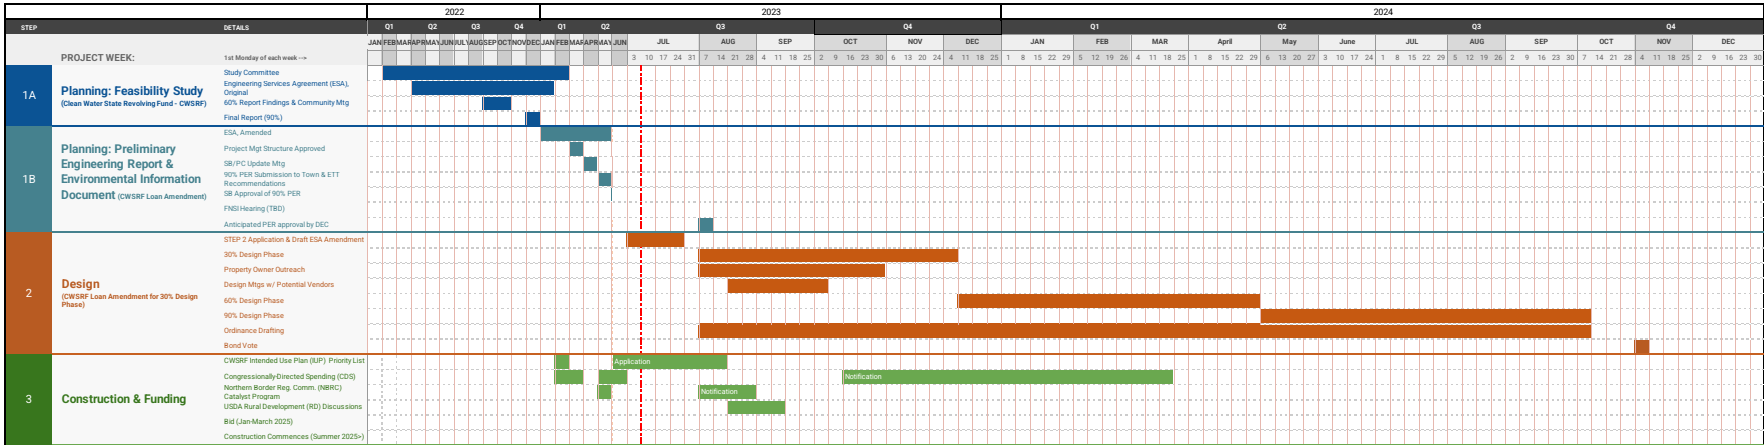 2022 2023 2024
STEP DETAILS Q1 Q2 Q3 Q4 Q1 Q2 Q3 Q4 Q1 Q2 Q3 Q4
JAN FEB MAR APR MAY JUN JULY AUG SEP OCT NOV DEC JAN FEB MAR APR MAY JUN JUL AUG SEP OCT NOV DEC JAN FEB MAR April May June JUL AUG SEP OCT NOV DEC
PROJECT WEEK: 1st Monday of each week --> 3 10 17 24 31 7 14 21 28 4 11 18 25 2 9 16 23 30 6 13 20 27 4 11 18 25 1 8 15 22 29 5 12 19 26 4 11 18 25 1 8 15 22 29 6 13 20 27 3 10 17 24 1 8 15 22 29 5 12 19 26 2 9 16 23 30 7 14 21 28 4 11 18 25 2 9 16 23 30
1A
Planning: Feasibility Study
(Clean Water State Revolving Fund - CWSRF)
Study Committee
Engineering Services Agreement (ESA),
Original
60% Report Findings & Community Mtg
Final Report (90%)
1B
Planning: Preliminary
Engineering Report &
Environmental Information
Document (CWSRF Loan Amendment)
ESA, Amended
Project Mgt Structure Approved
SB/PC Update Mtg
90% PER Submission to Town & ETT
Recommendations
SB Approval of 90% PER
FNSI Hearing (TBD)
Anticipated PER approval by DEC
2
Design
(CWSRF Loan Amendment for 30% Design
Phase)
STEP 2 Application & Draft ESA Amendment
30% Design Phase
Property Owner Outreach
Design Mtgs w/ Potential Vendors
60% Design Phase
90% Design Phase
Ordinance Drafting
Bond Vote
3
Construction & Funding
CWSRF Intended Use Plan (IUP) Priority List
Application
Congressionally-Directed Spending (CDS)
Notification
Northern Border Reg. Comm. (NBRC)
Catalyst Program
Notification
USDA Rural Development (RD) Discussions
Bid (Jan-March 2025)
Construction Commences (Summer 2025>)